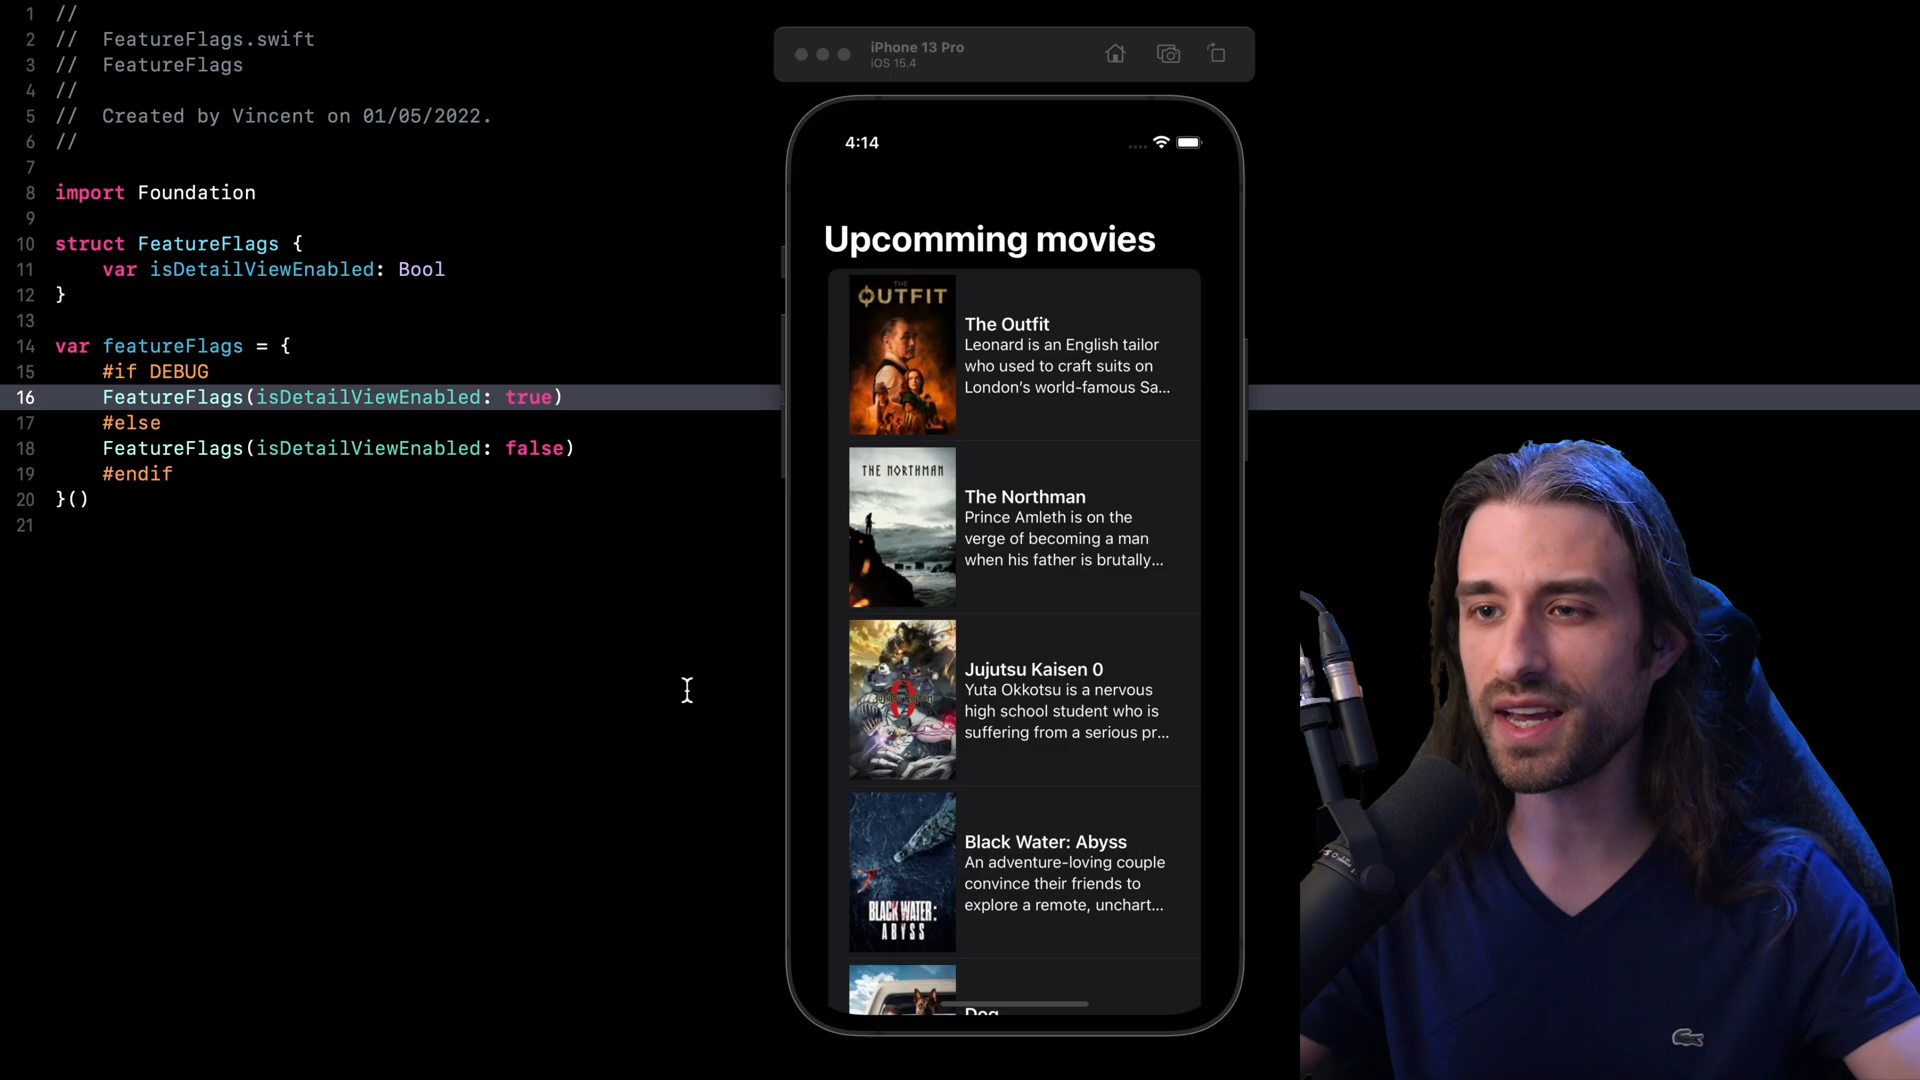 1 //
2 // FeatureFlags.swift
3 // FeatureFlags
4 //
5 // Created by Vincent on 01/05/2022.
6 //
7
8 import Foundation
9
10 struct FeatureFlags {
11 var isDetailViewEnabled: Bool
12 }
13
14 var featureFlags = {
15 #if DEBUG
16 FeatureFlags(isDetailViewEnabled: true)
17 #else
18 FeatureFlags(isDetailViewEnabled: false)
19 #endif
20 }()
21
iPhone 13 Pro
iOS 15.4
4:14
Upcomming movies
THE
OUTFIT
The Outfit
Leonard is an English tailor
who used to craft suits on
London’s world-famous Sa...
THE NORTHMAN
The Northman
Prince Amleth is on the
verge of becoming a man
when his father is brutally...
0
Jujutsu Kaisen 0
Yuta Okkotsu is a nervous
high school student who is
suffering from a serious pr...
BLACK WATER:
ABYSS
Black Water: Abyss
An adventure-loving couple
convince their friends to
explore a remote, unchart...
Dog